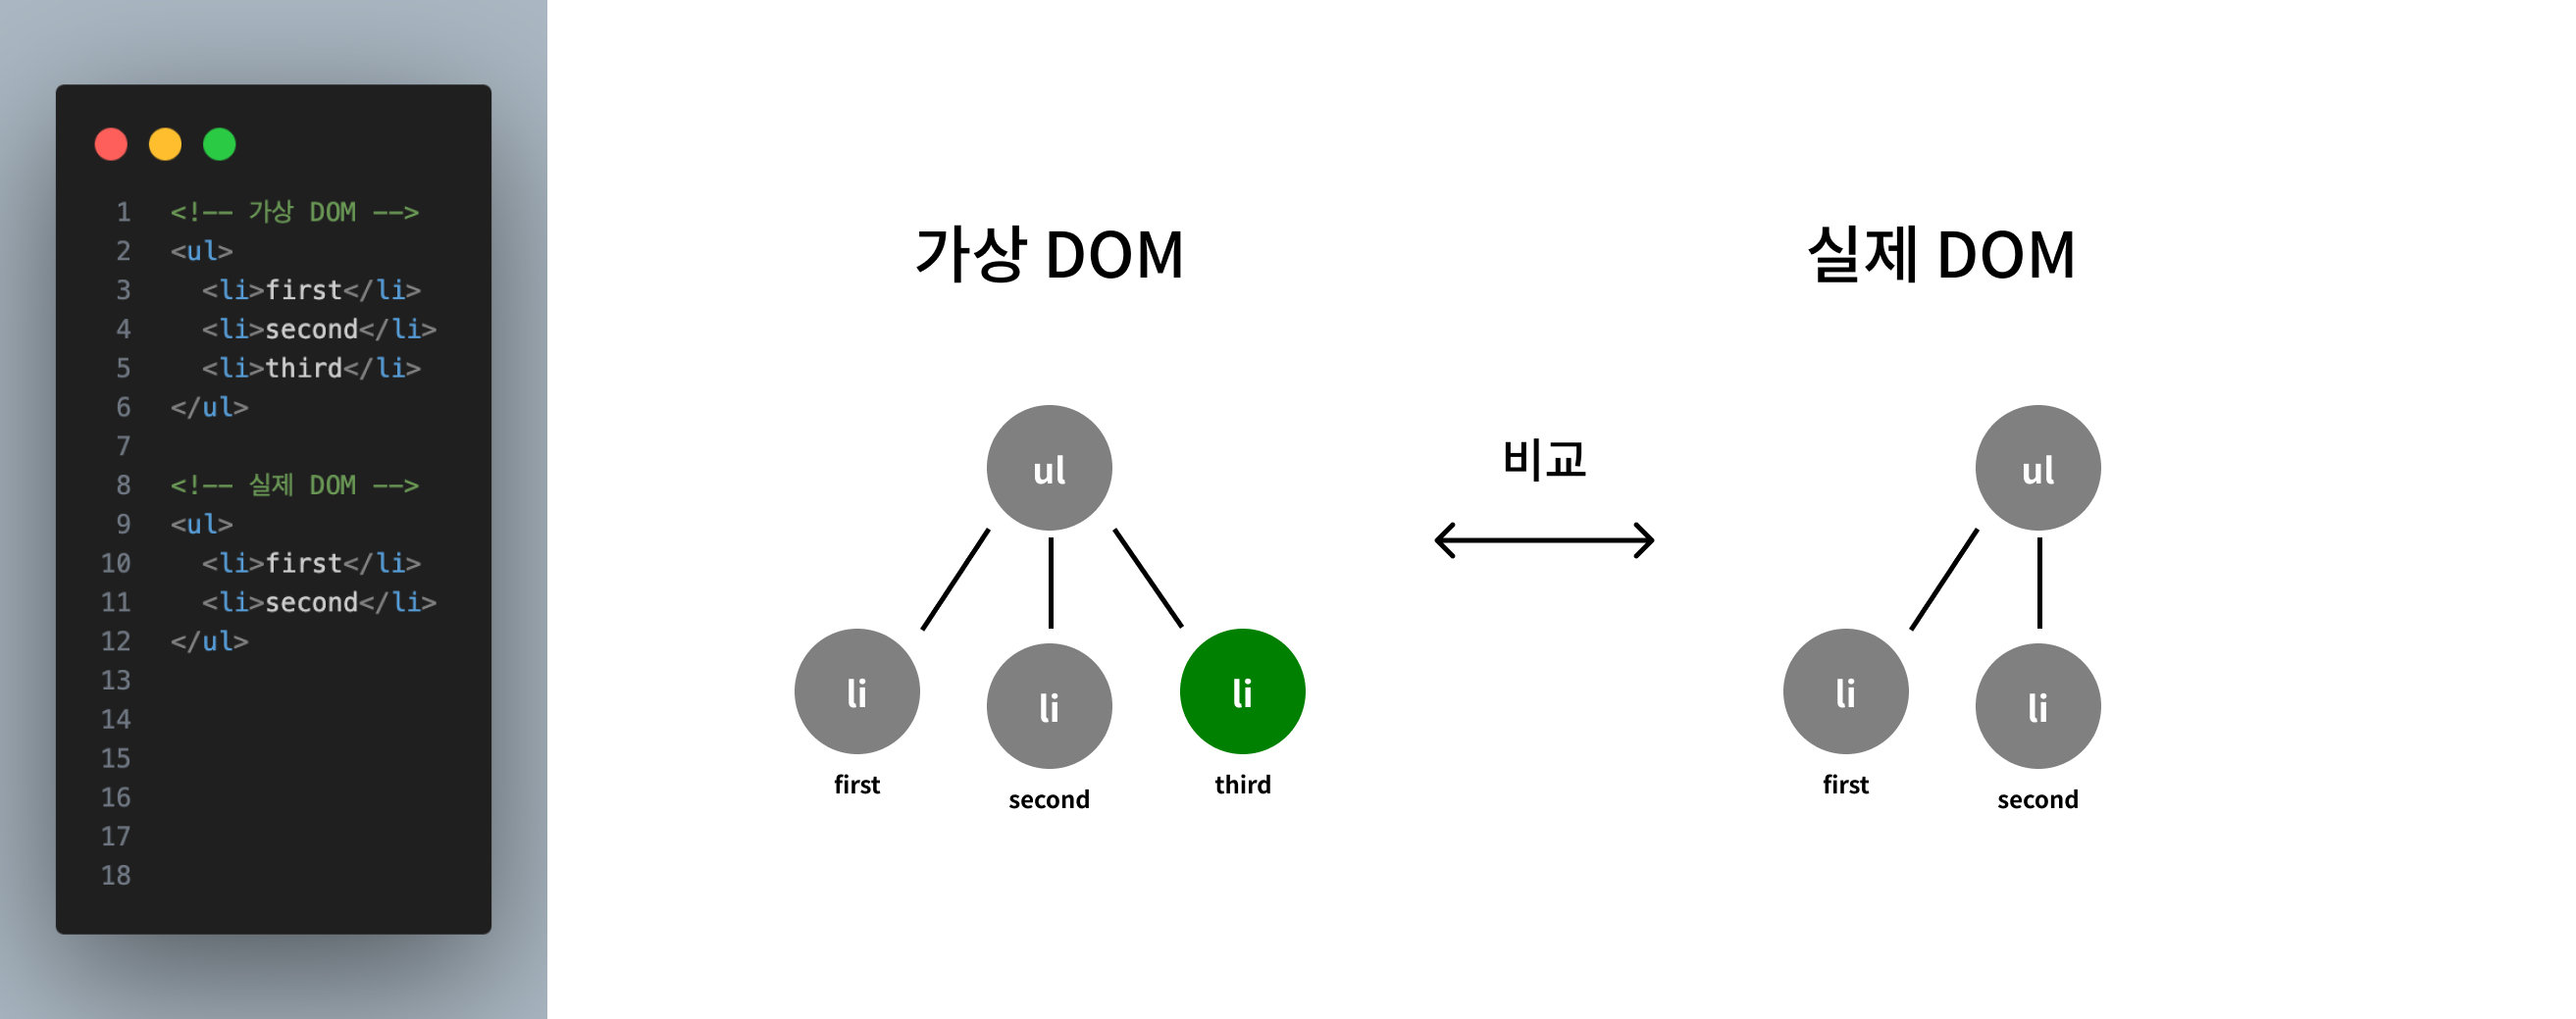 1 <!-- 가상 DOM -->
2 <ul>
3   <li>first</li>
4   <li>second</li>
5   <li>third</li>
6 </ul>
7
8 <!-- 실제 DOM -->
9 <ul>
10   <li>first</li>
11   <li>second</li>
12 </ul>
13
14
15
16
17
18
가상 DOM
ul
li
li
li
first
second
third
비교
실제 DOM
ul
li
li
first
second